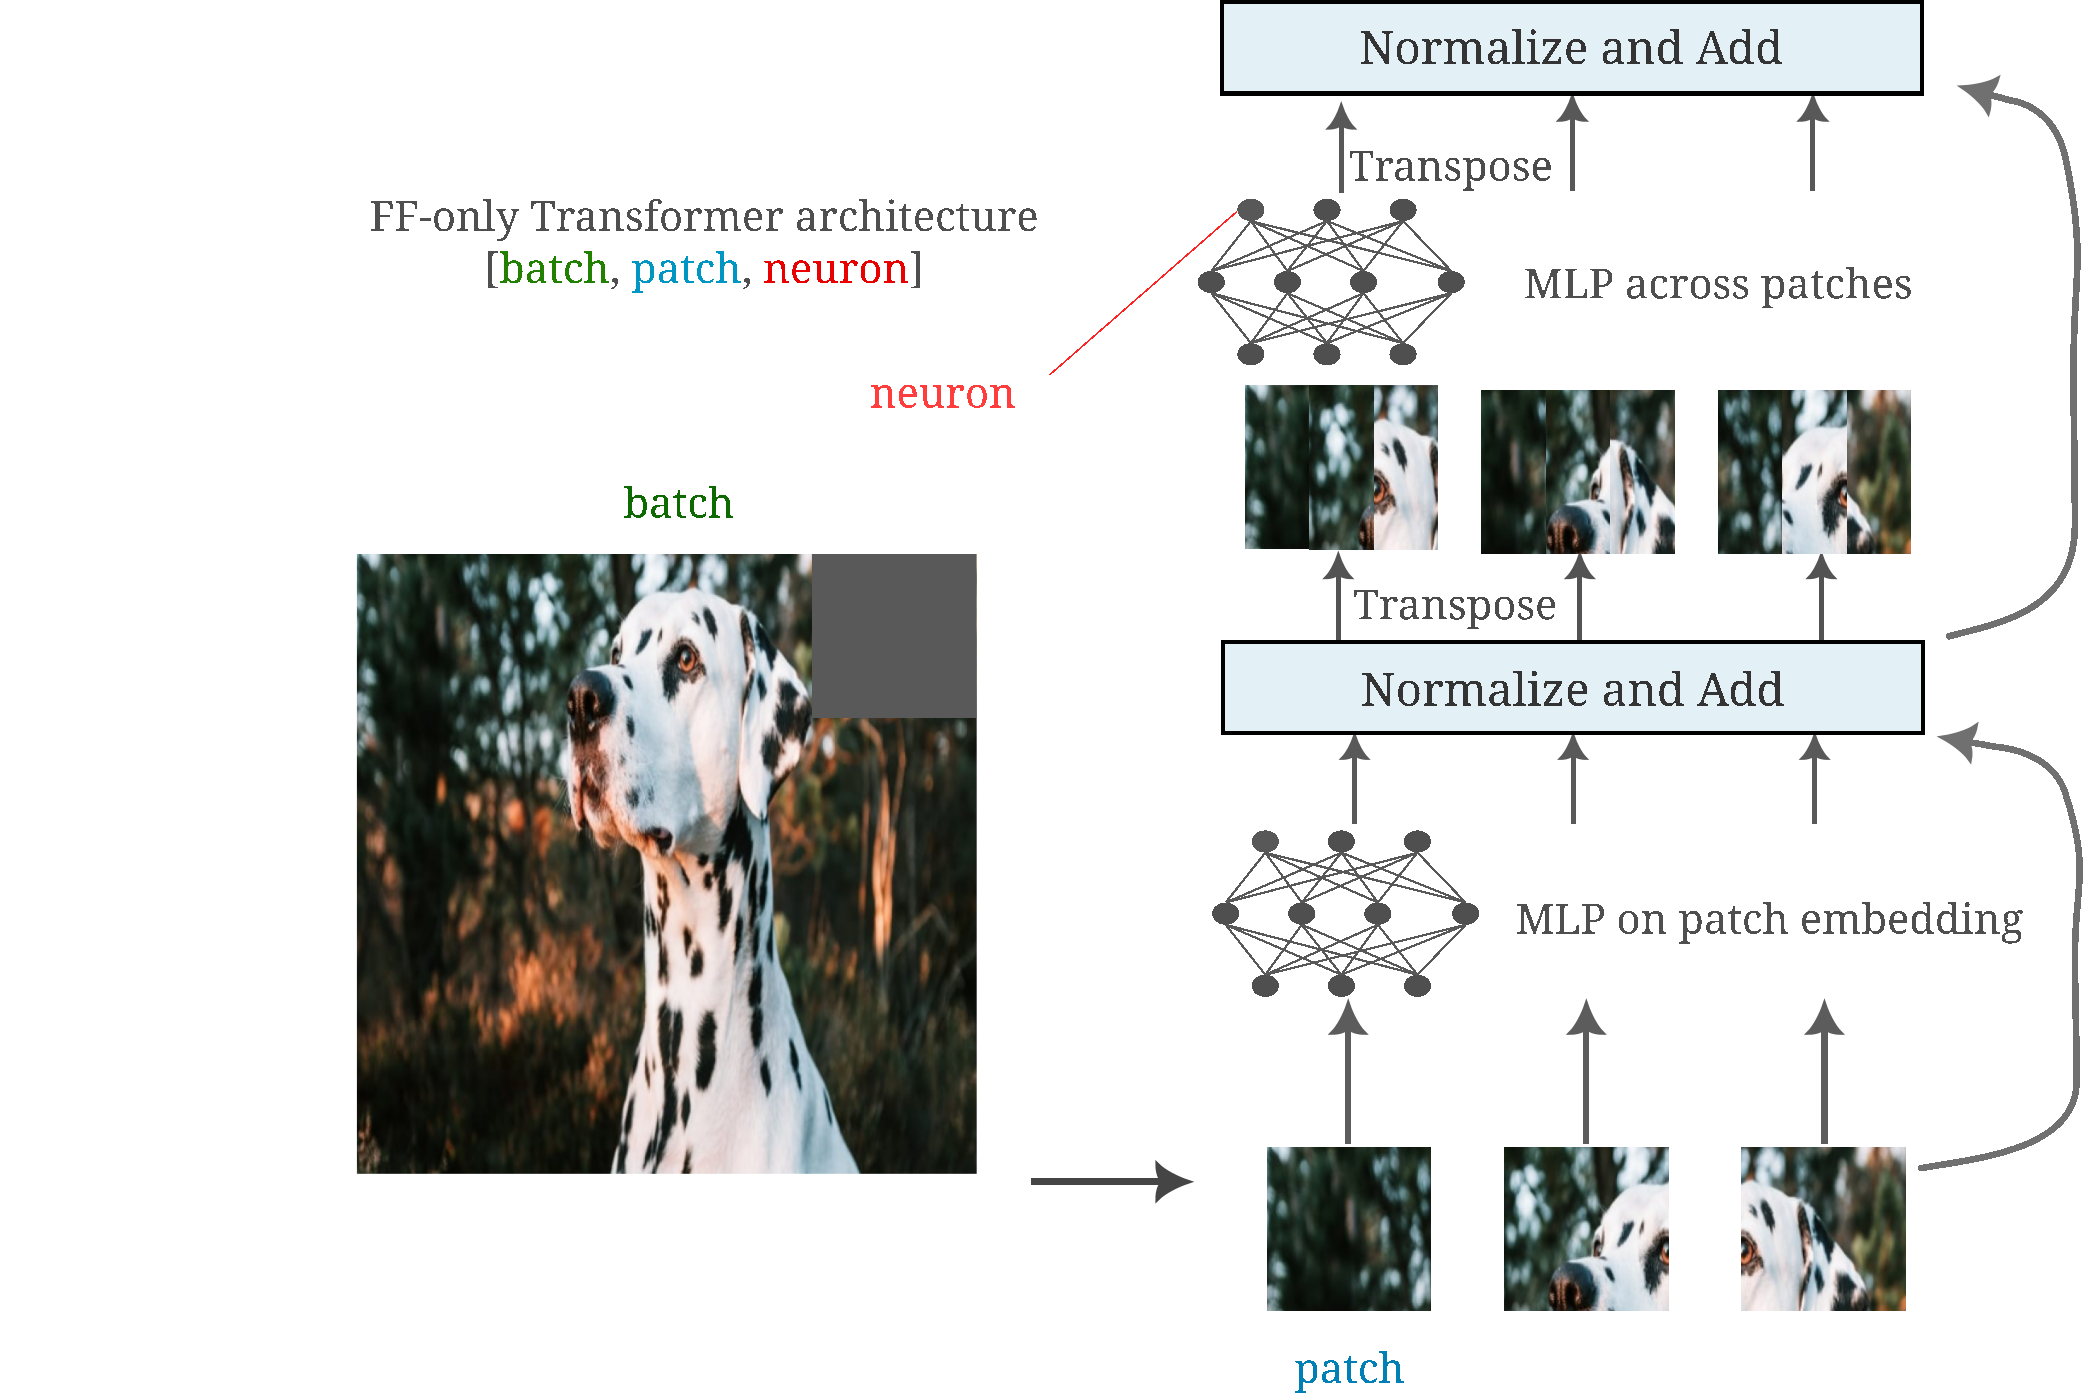 Normalize and Add
Transpose
FF-only Transformer architecture
[batch, patch, neuron]
MLP across patches
neuron
batch
Transpose
Normalize and Add
MLP on patch embedding
patch